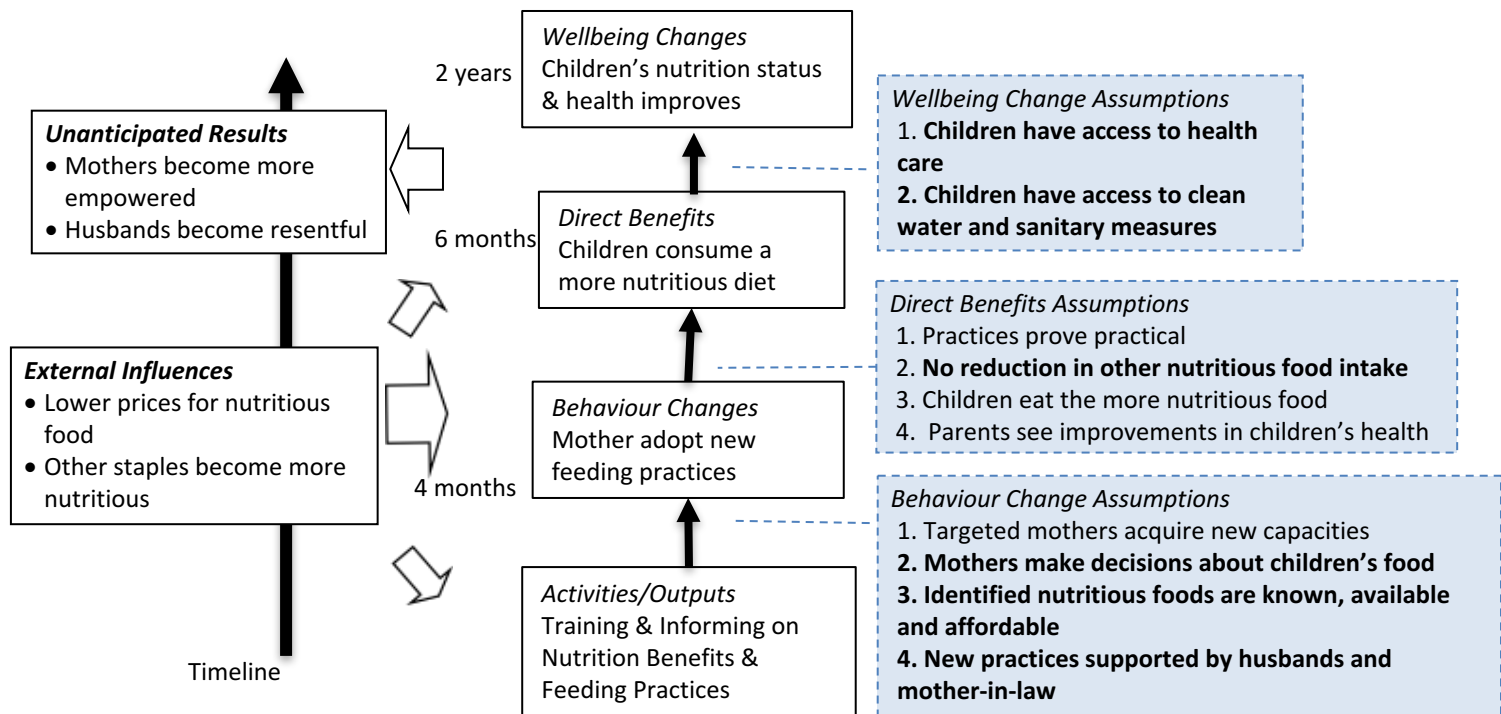 Wellbeing Changes
Children's nutrition status
& health improves
2 years
Unanticipated Results
• Mothers become more
empowered
• Husbands become resentful
Wellbeing Change Assumptions
1. Children have access to health
care
2. Children have access to clean
water and sanitary measures
6 months
Direct Benefits
Children consume a
more nutritious diet
Direct Benefits Assumptions
1. Practices prove practical
2. No reduction in other nutritious food intake
3. Children eat the more nutritious food
4. Parents see improvements in children's health
External Influences
• Lower prices for nutritious
food
• Other staples become more
nutritious
Behaviour Changes
Mother adopt new
feeding practices
4 months
Behaviour Change Assumptions
1. Targeted mothers acquire new capacities
2. Mothers make decisions about children's food
3. Identified nutritious foods are known, available
and affordable
4. New practices supported by husbands and
mother-in-law
Activities/Outputs
Training & Informing on
Nutrition Benefits &
Feeding Practices
Timeline